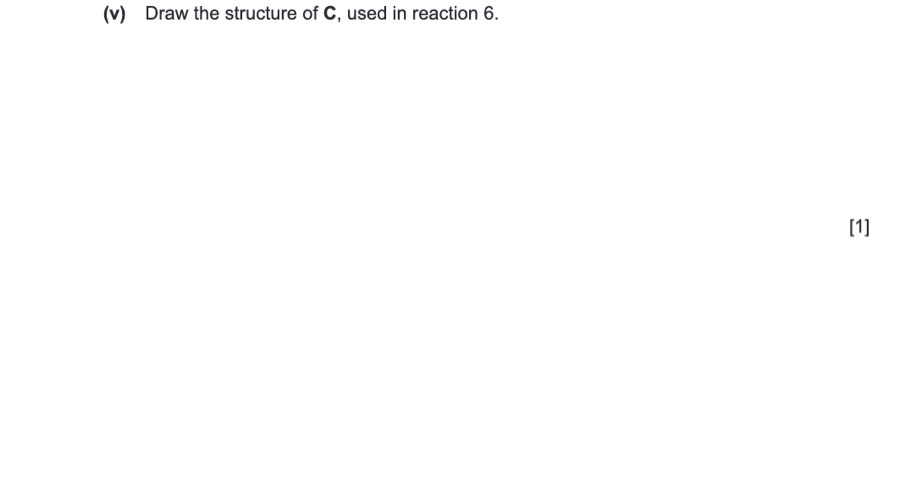 (v) Draw the structure of C, used in reaction 6.
[1]